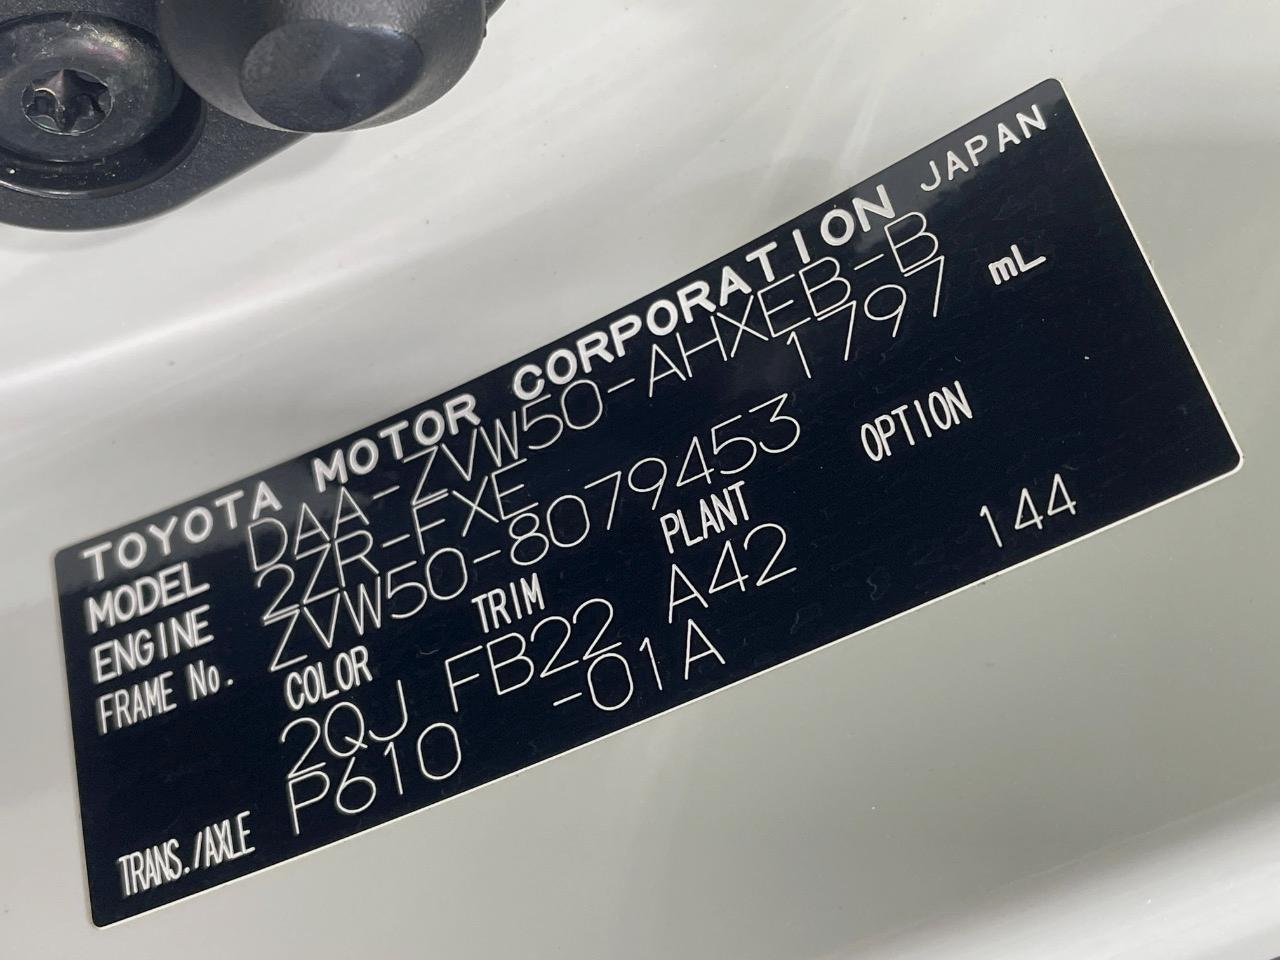 TOYOTA MOTOR CORPORATION JAPAN
MODEL DAA-ZVW50-AHXEB-B
ENGINE 2ZR-FXE 1797 mL
FRAME No. ZVW50-8079453
COLOR TRIM PLANT OPTION
2QJ FB22 A42 144
TRANS./AXLE P610 -01A